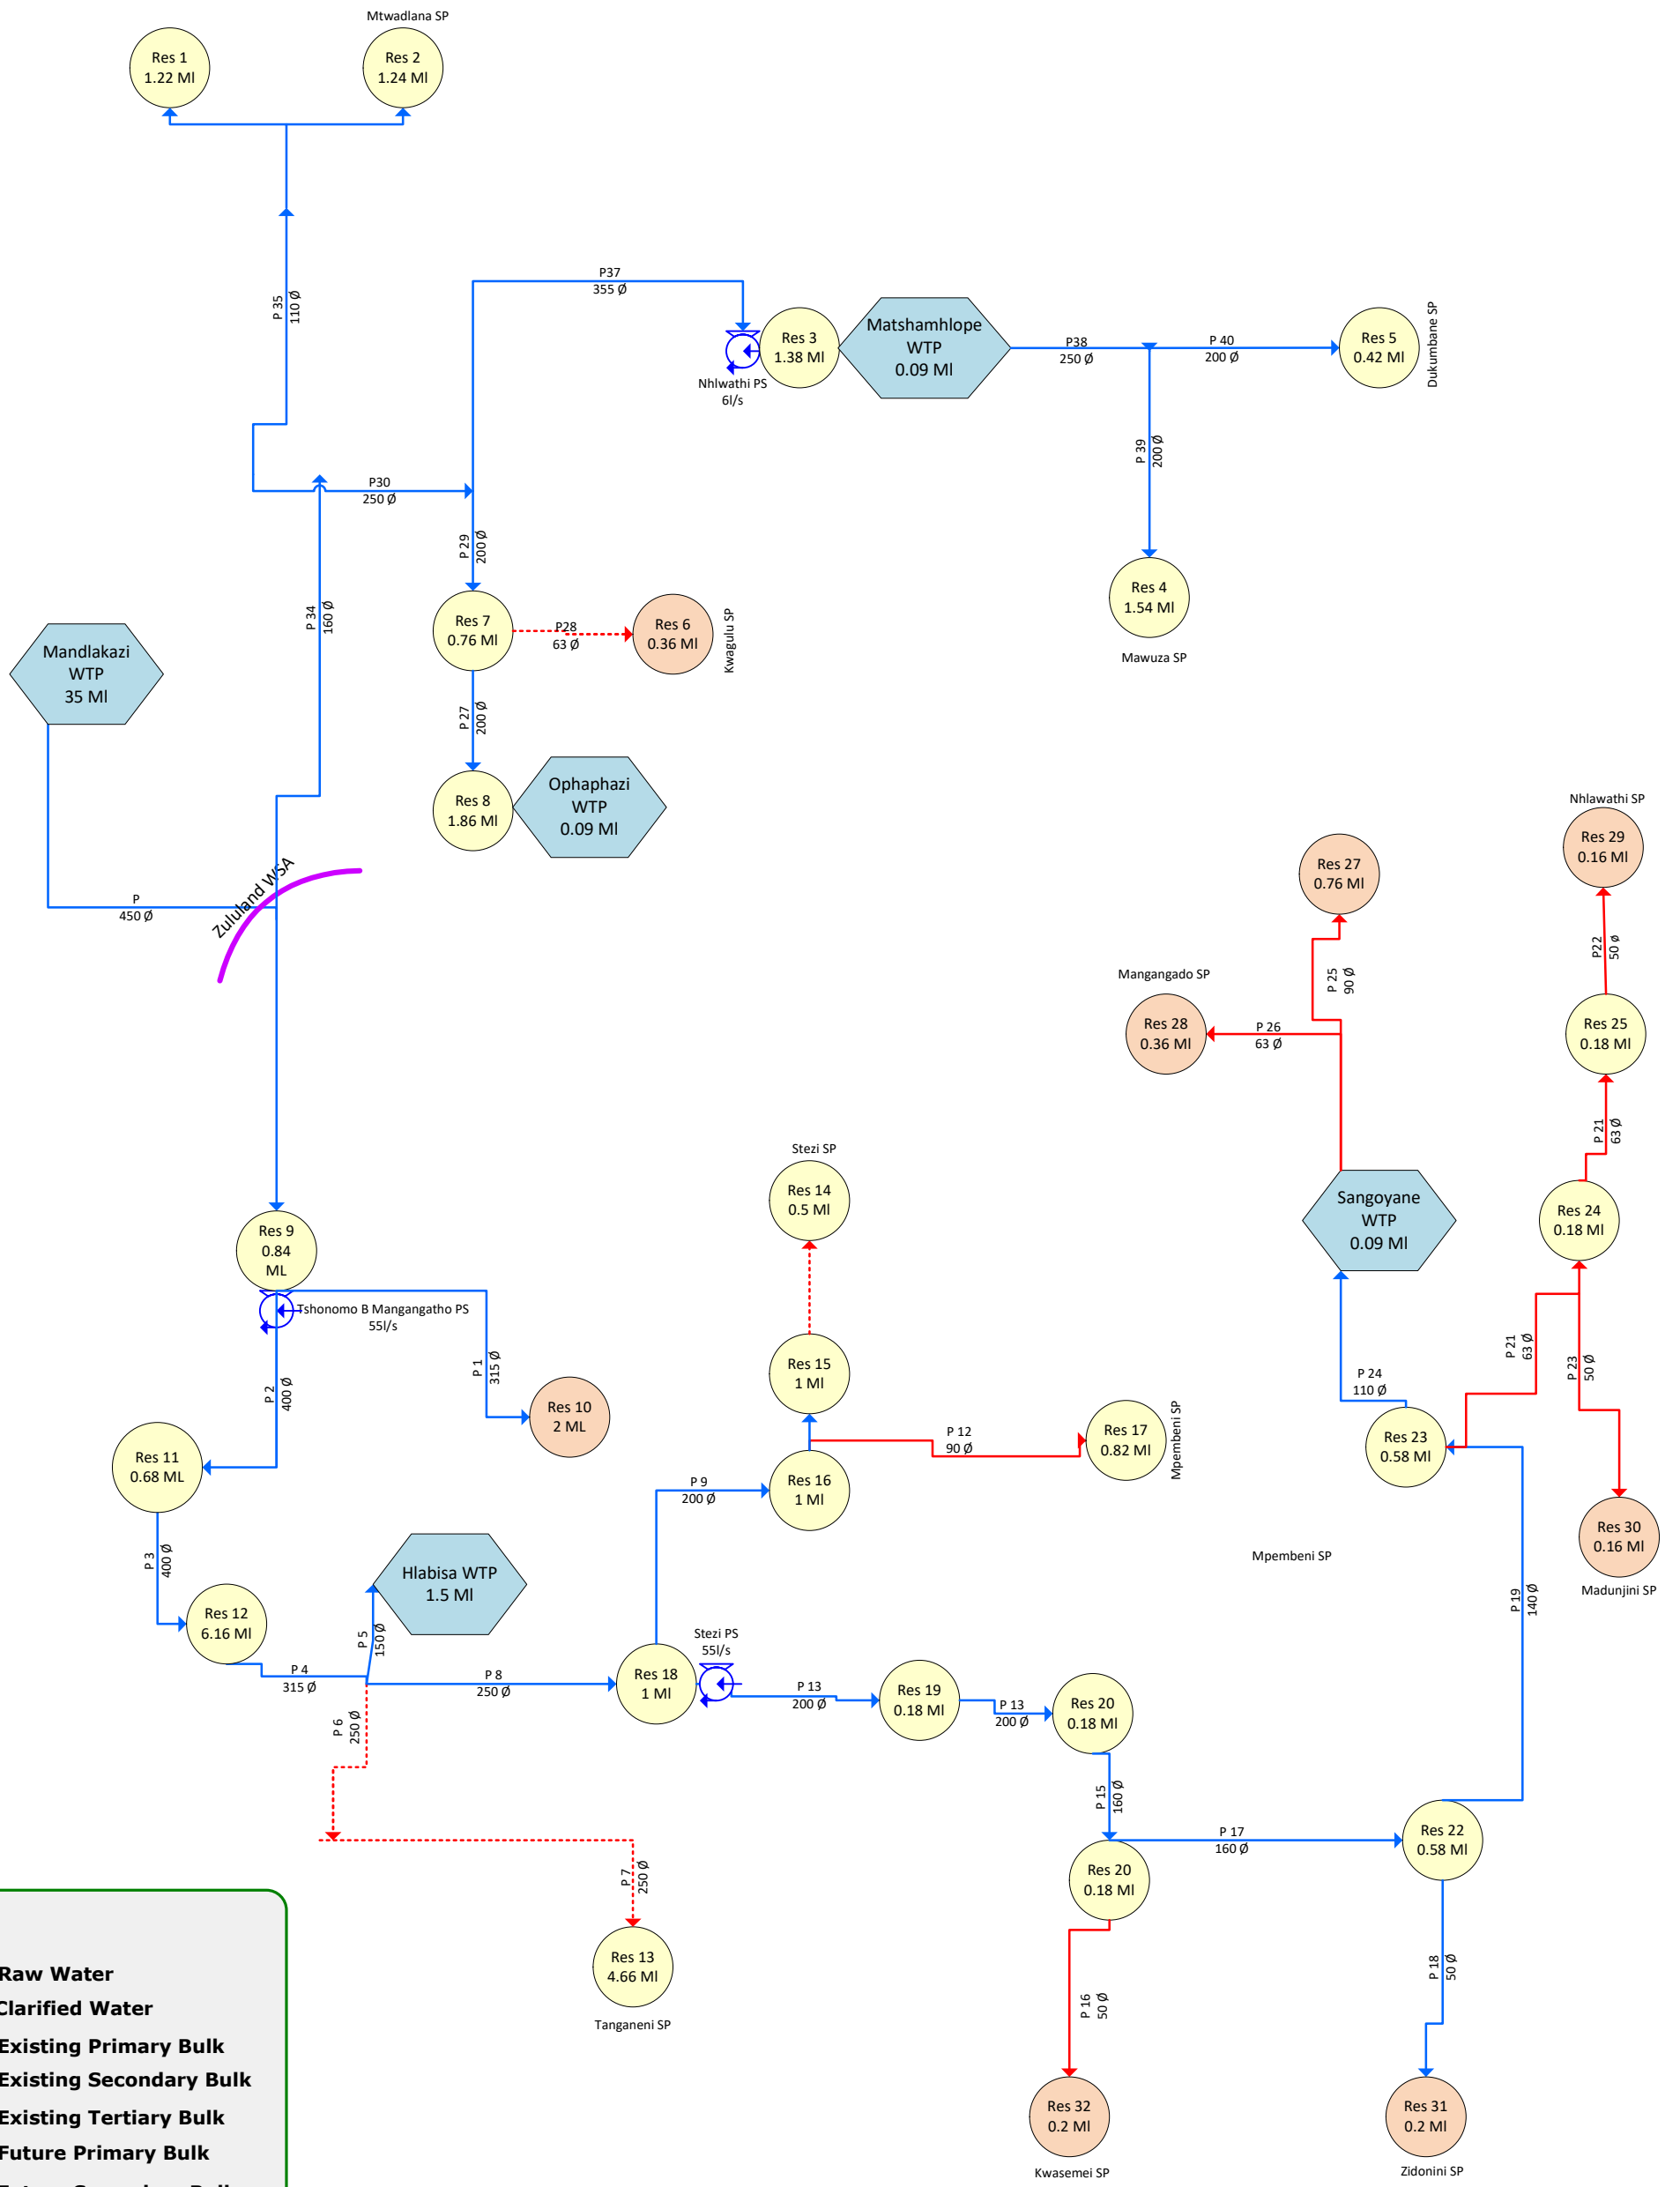 Mtwadlana SP
Res 1
1.22 Ml
Res 2
1.24 Ml
P 35
110 Ø
P37
355 Ø
Res 3
1.38 Ml
Nhlwathi PS
6l/s
Matshamhlope
WTP
0.09 Ml
P38
250 Ø
P 40
200 Ø
Res 5
0.42 Ml
Dukumbane SP
P 39
200 Ø
Res 4
1.54 Ml
Mawuza SP
P30
250 Ø
P 29
200 Ø
P 34
160 Ø
Res 7
0.76 Ml
P28
63 Ø
Res 6
0.36 Ml
Kwagulu SP
Mandlakazi
WTP
35 Ml
P 27
200 Ø
Res 8
1.86 Ml
Ophaphazi
WTP
0.09 Ml
P
450 Ø
Zululand WSA
Nhlawathi SP
Res 29
0.16 Ml
Res 27
0.76 Ml
P22
50 ø
P 25
90 Ø
Mangangado SP
Res 28
0.36 Ml
P 26
63 Ø
Res 25
0.18 Ml
P 21
63 Ø
Stezi SP
Res 14
0.5 Ml
Sangoyane
WTP
0.09 Ml
Res 24
0.18 Ml
Res 9
0.84
ML
Tshonomo B Mangangatho PS
55l/s
P 1
315 Ø
P 2
400 Ø
Res 10
2 ML
Res 15
1 Ml
P 21
63 Ø
P 23
50 Ø
P 24
110 Ø
P 12
90 Ø
Res 17
0.82 Ml
Mpembeni SP
Res 23
0.58 Ml
Res 11
0.68 ML
P 9
200 Ø
Res 16
1 Ml
Res 30
0.16 Ml
Madunjini SP
Mpembeni SP
P 3
400 Ø
Hlabisa WTP
1.5 Ml
P 19
140 Ø
Res 12
6.16 Ml
P 5
150 Ø
P 4
315 Ø
P 8
250 Ø
Res 18
1 Ml
Stezi PS
55l/s
P 13
200 Ø
Res 19
0.18 Ml
P 13
200 Ø
Res 20
0.18 Ml
P 6
250 Ø
P 15
160 Ø
P 17
160 Ø
Res 22
0.58 Ml
P 7
250 Ø
Res 20
0.18 Ml
Res 13
4.66 Ml
Tanganeni SP
P 18
50 Ø
P 16
50 Ø
Res 32
0.2 Ml
Kwasemei SP
Res 31
0.2 Ml
Zidonini SP
Raw Water
Clarified Water
Existing Primary Bulk
Existing Secondary Bulk
Existing Tertiary Bulk
Future Primary Bulk